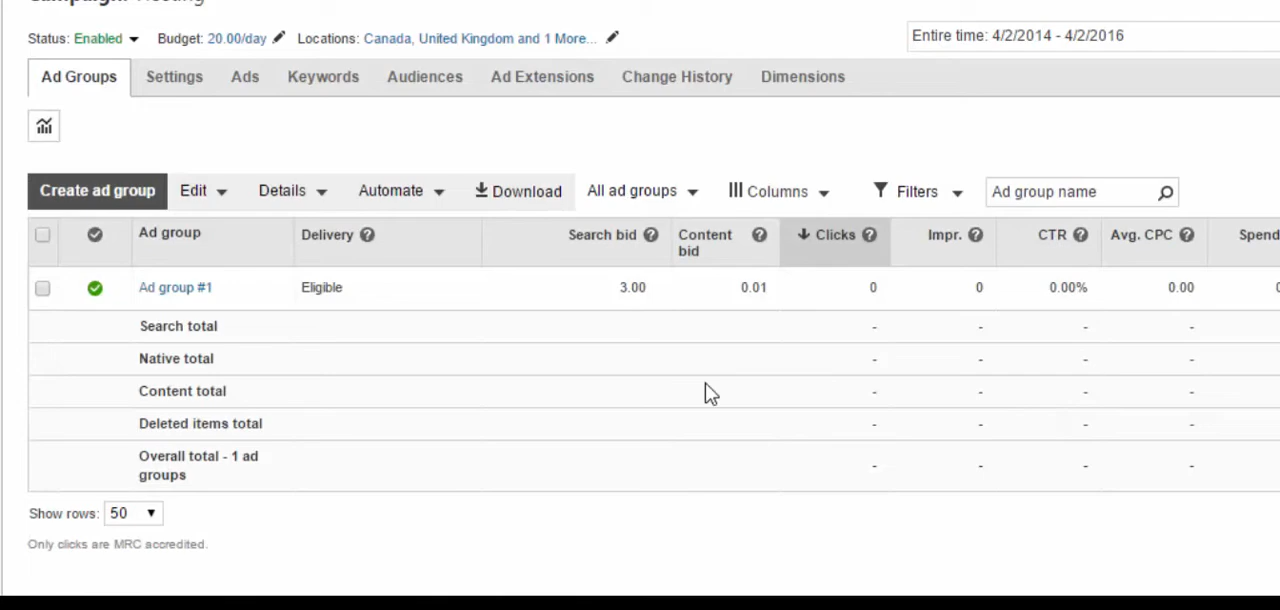 Status: Enabled Budget: 20.00/day Locations: Canada, United Kingdom and 1 More...
Entire time: 4/2/2014 - 4/2/2016
Ad Groups Settings Ads Keywords Audiences Ad Extensions Change History Dimensions
Create ad group Edit Details Automate Download All ad groups Columns Filters Ad group name
Ad group Delivery Search bid Content bid Clicks Impr. CTR Avg. CPC Spend
Ad group #1 Eligible 3.00 0.01 0 0 0.00% 0.00
Search total - - - -
Native total - - - -
Content total - - - -
Deleted items total - - - -
Overall total - 1 ad groups - - - -
Show rows: 50
Only clicks are MRC accredited.